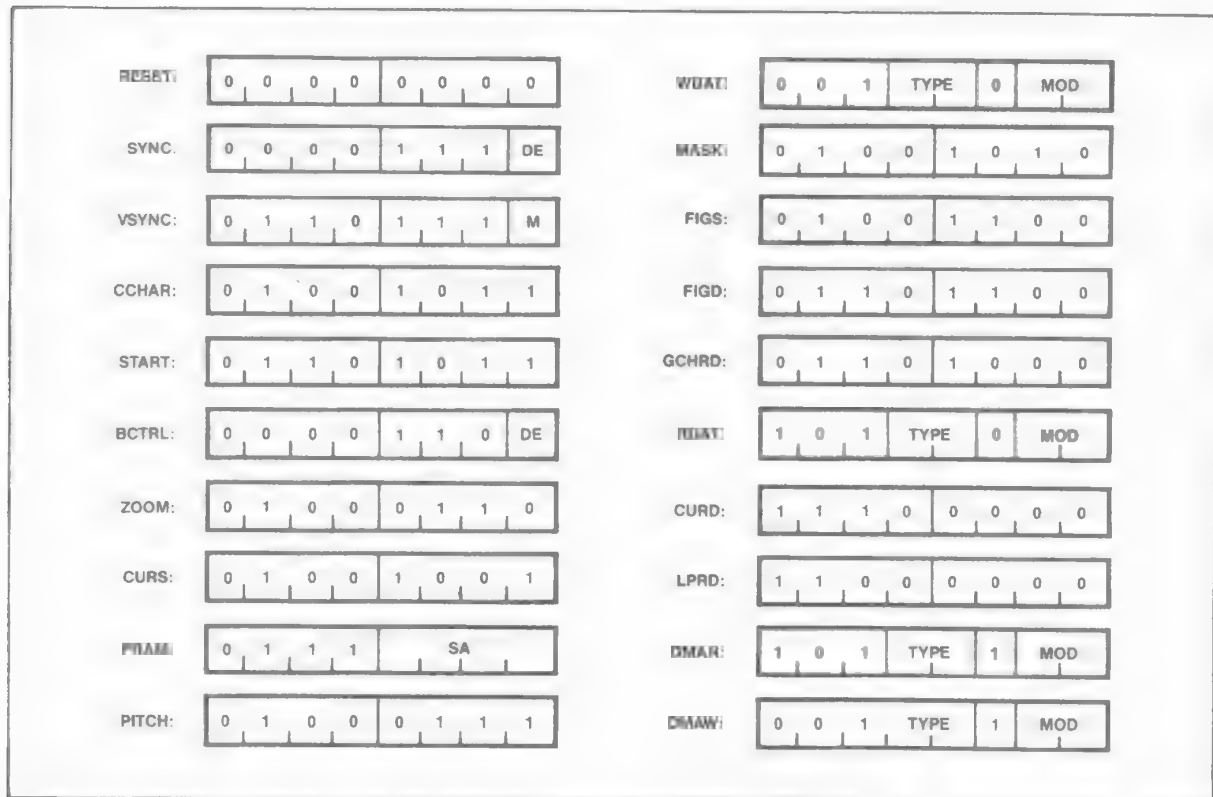 RESET: 0 0 0 0 0 0 0 0
SYNC. 0 0 0 0 1 1 1 DE
VSYNC: 0 1 1 0 1 1 1 M
CCHAR: 0 1 0 0 1 0 1 1
START: 0 1 1 0 1 0 1 1
BCTRL: 0 0 0 0 1 1 0 DE
ZOOM: 0 1 0 0 0 1 1 0
CURS: 0 1 0 0 1 0 0 1
0 1 1 1 SA
PITCH: 0 1 0 0 0 1 1 1
WDAT: 0 0 1 TYPE 0 MOD
MASK: 0 1 0 0 1 0 1 0
FIGS: 0 1 0 0 1 1 0 0
FIGD: 0 1 1 0 1 1 0 0
GCHRD: 0 1 1 0 1 0 0 0
1 0 1 TYPE 0 MOD
CURD: 1 1 1 0 0 0 0 0
LPRD: 1 1 0 0 0 0 0 0
DMAR: 1 0 1 TYPE 1 MOD
DMAW: 0 0 1 TYPE 1 MOD